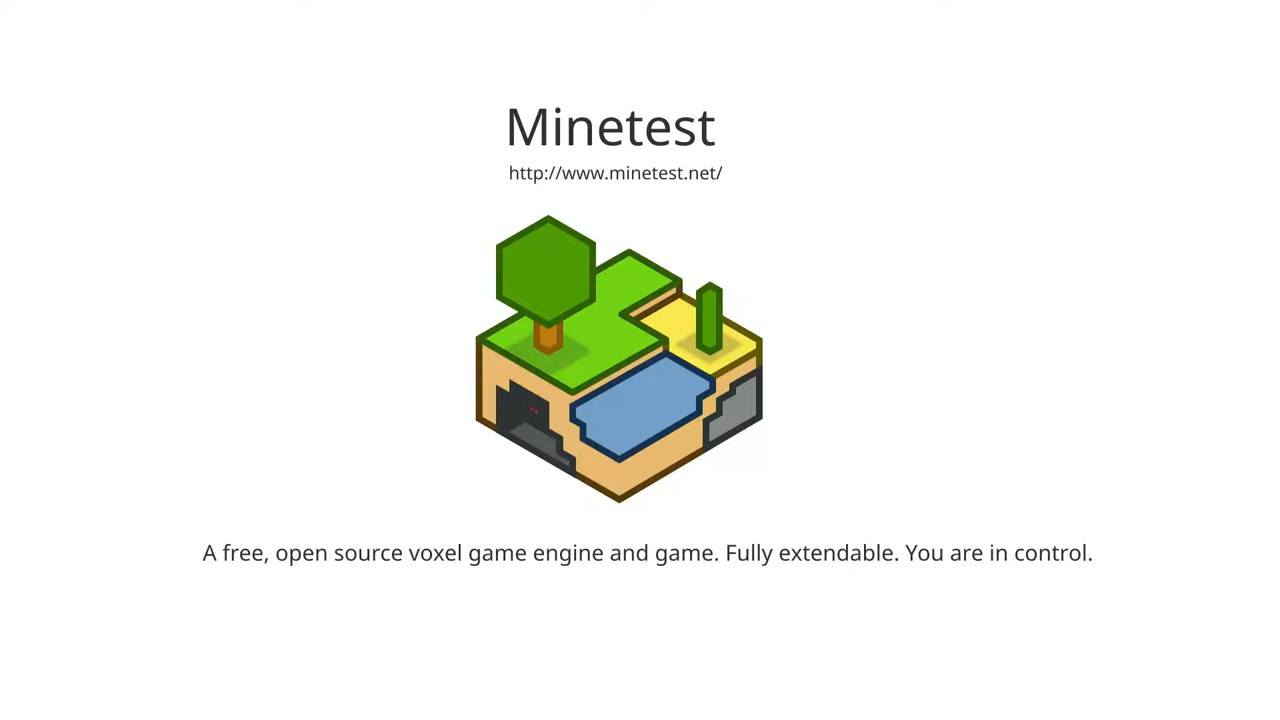 Minetest
http://www.minetest.net/
A free, open source voxel game engine and game. Fully extendable. You are in control.